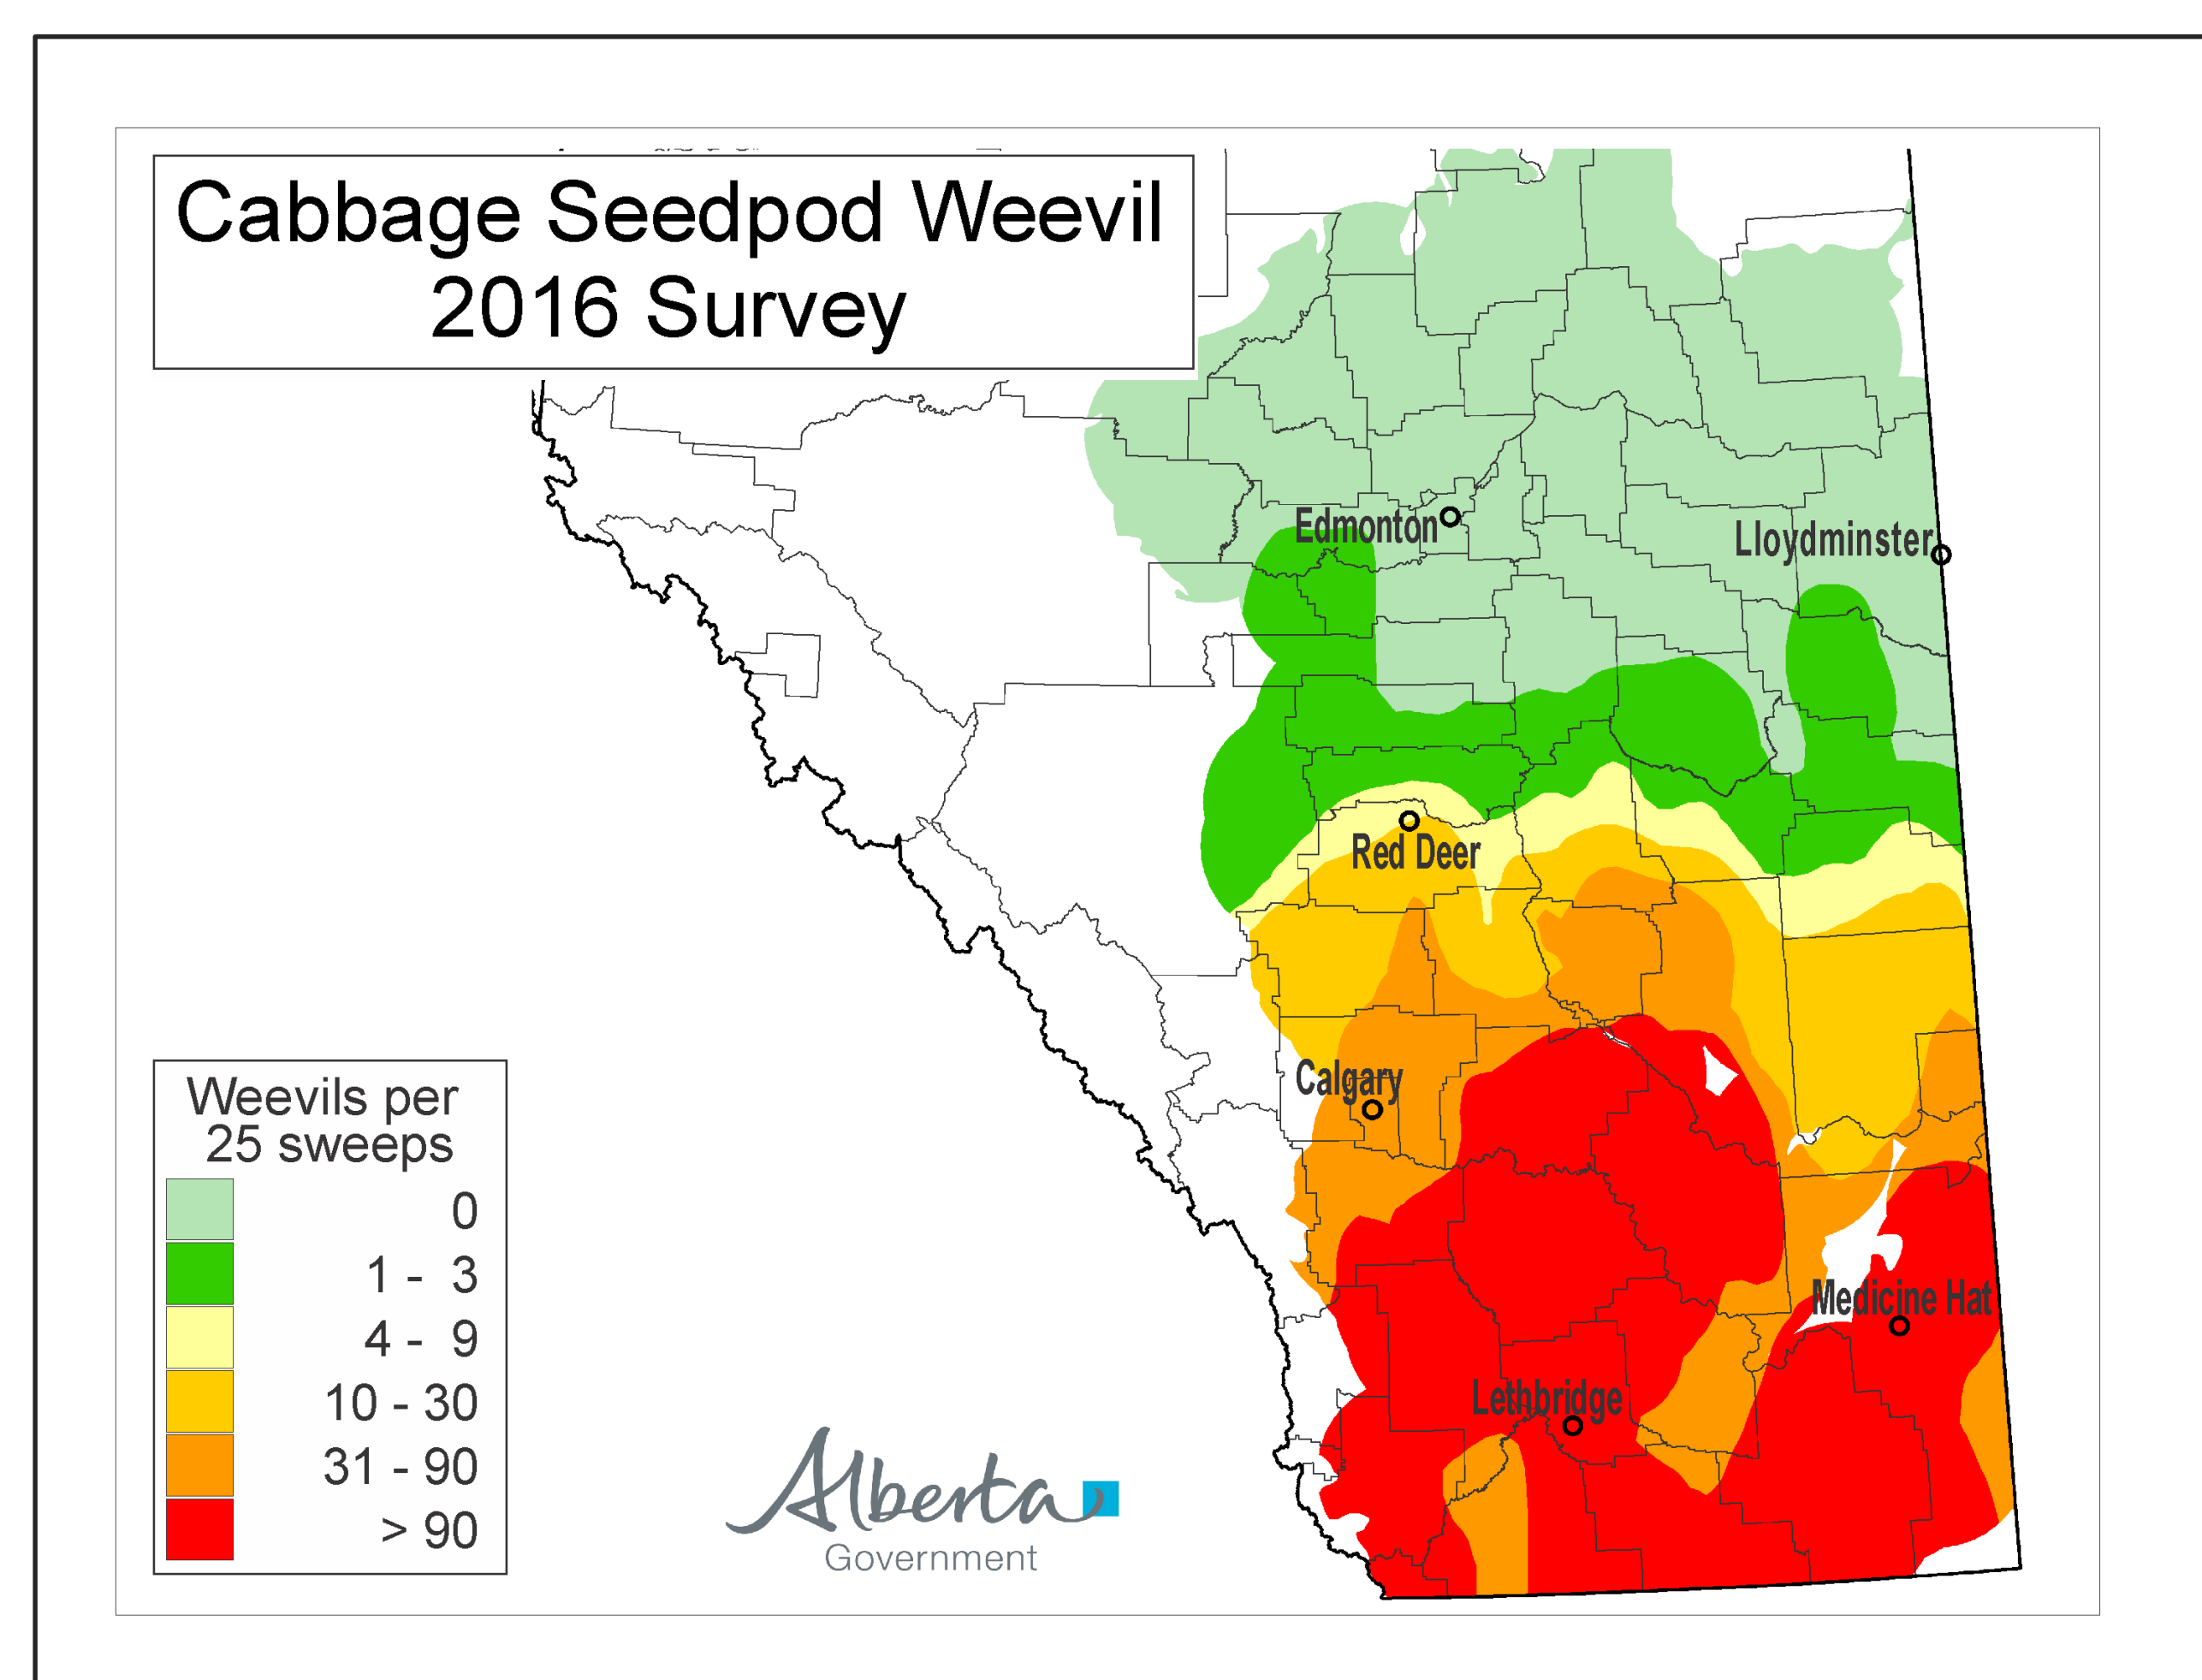 Cabbage Seedpod Weevil
2016 Survey
Edmonton
Lloydminster
Red Deer
Calgary
Medicine Hat
Lethbridge
Weevils per
25 sweeps
0
1 - 3
4 - 9
10 - 30
31 - 90
> 90
Alberta
Government